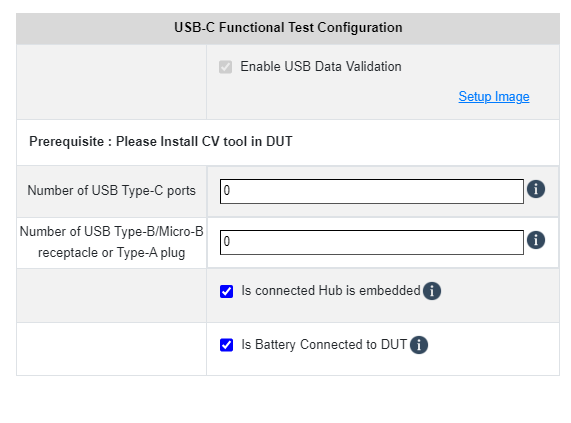 USB-C Functional Test Configuration
Enable USB Data Validation
Setup Image
Prerequisite : Please Install CV tool in DUT
Number of USB Type-C ports
0
Number of USB Type-B/Micro-B
receptacle or Type-A plug
0
Is connected Hub is embedded
Is Battery Connected to DUT